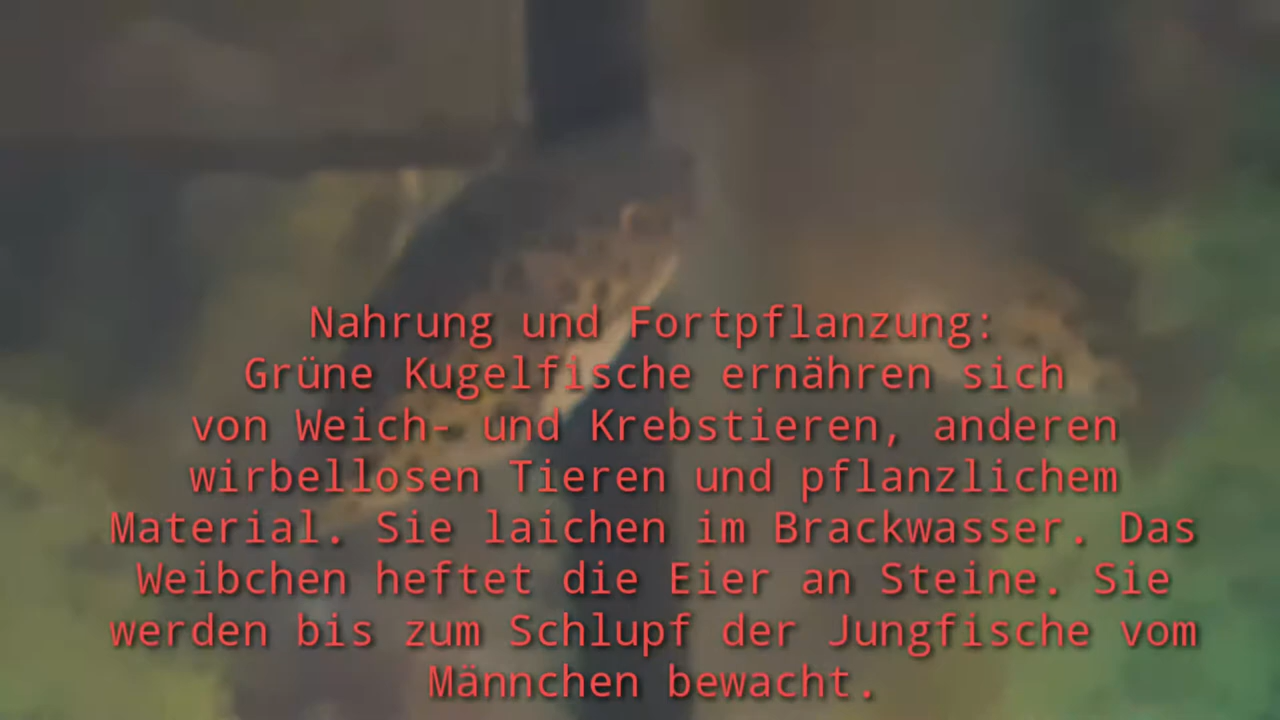 Nahrung und Fortpflanzung:
Grüne Kugelfische ernähren sich
von Weich- und Krebstieren, anderen
wirbellosen Tieren und pflanzlichem
Material. Sie laichen im Brackwasser. Das
Weibchen heftet die Eier an Steine. Sie
werden bis zum Schlupf der Jungfische vom
Männchen bewacht.